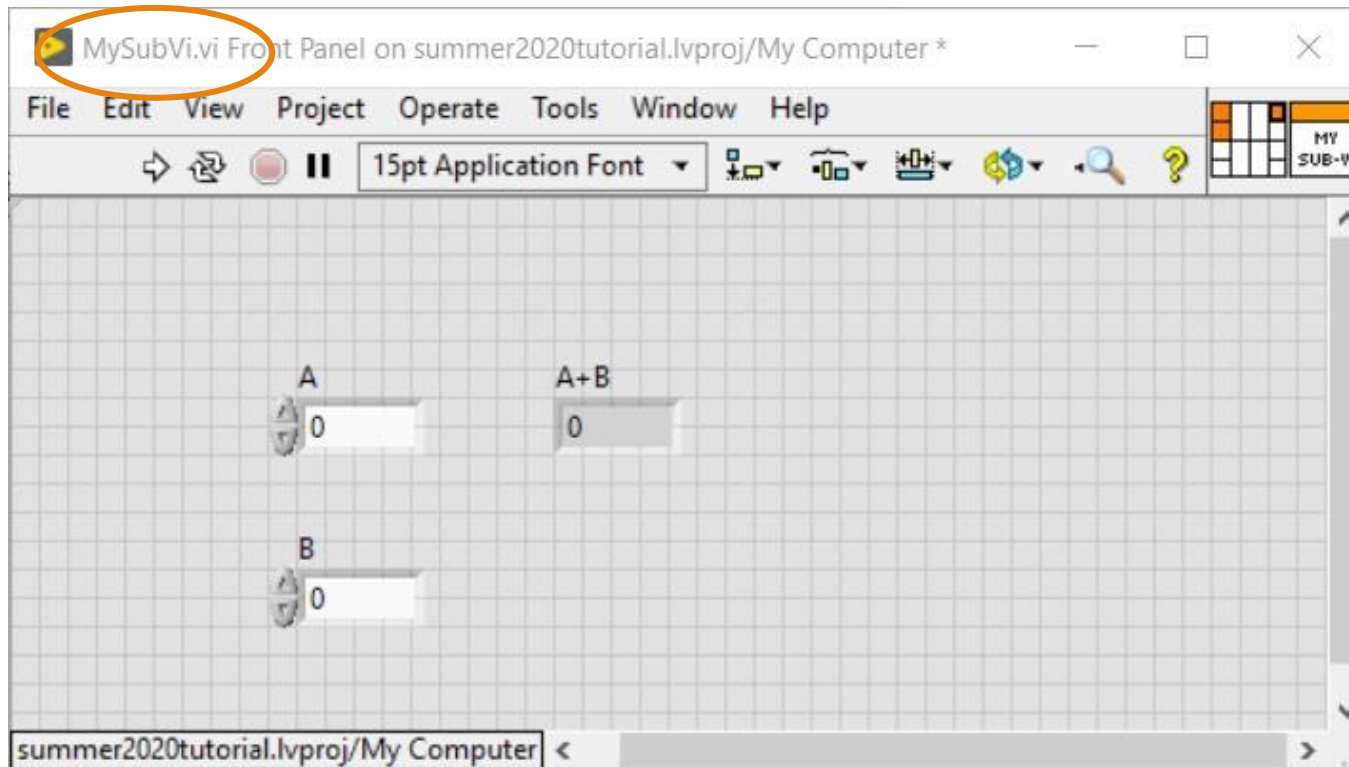 MySubVi.vi Front Panel on summer2020tutorial.lvproj/My Computer *
File Edit View Project Operate Tools Window Help
MY
15pt Application Font
SUB-V
A A+B
0 0
B
0
summer2020tutorial.lvproj/My Computer